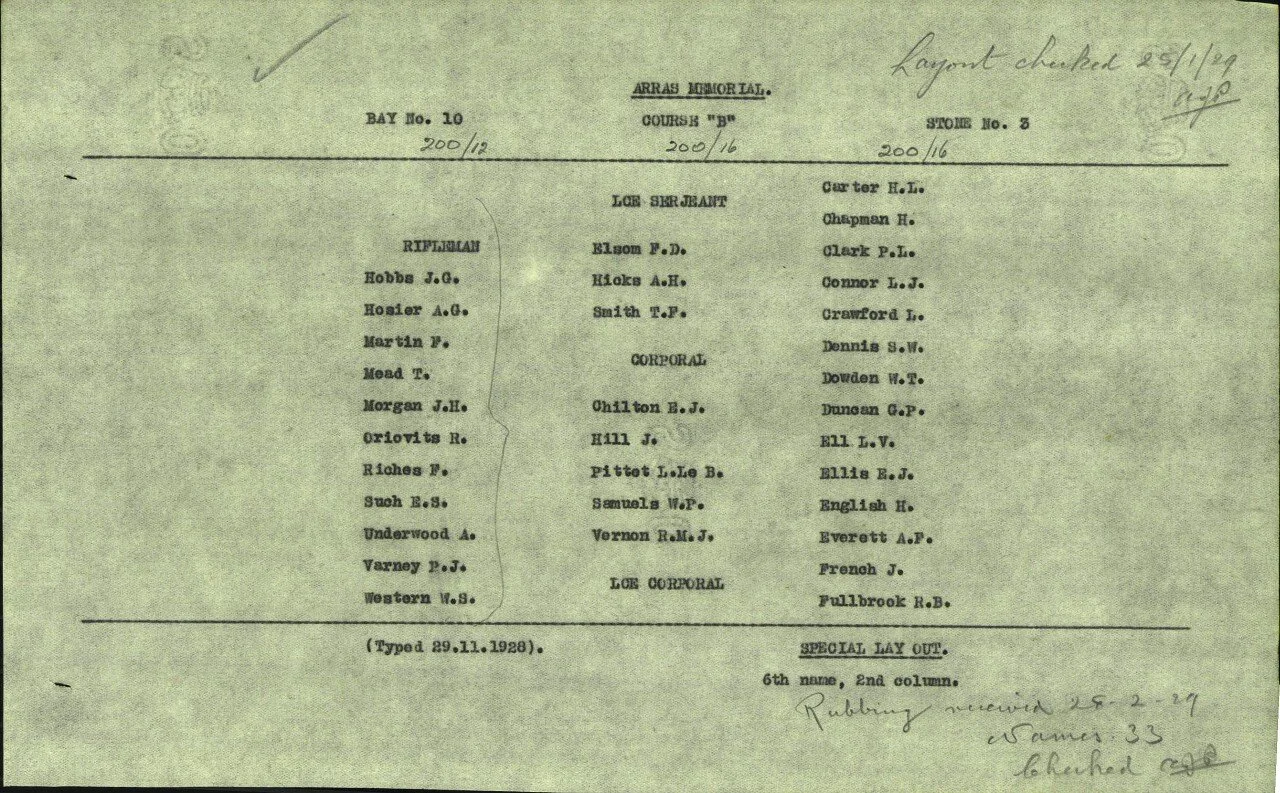 Layout checked 25/1/29
ARRAS MEMORIAL.
BAY No. 10 COURSE "B" STONE No. 3
200/12 200/16 200/16
RIFLEMAN
Hobbs J.G.
Hosier A.G.
Martin F.
Mead T.
Morgan J.H.
Oriovits R.
Riches F.
Such E.S.
Underwood A.
Varney P.J.
Western W.S.
LCE SERJEANT
Elsom F.D.
Hicks A.H.
Smith T.F.
CORPORAL
Chilton E.J.
Hill J.
Pittet L.Le B.
Samuels W.P.
Vernon R.M.J.
LCE CORPORAL
Carter H.L.
Chapman H.
Clark P.L.
Connor L.J.
Crawford L.
Dennis S.W.
Dowden W.T.
Duncan G.P.
Ell L.V.
Ellis E.J.
English H.
Everett A.F.
French J.
Fullbrook R.B.
(Typed 29.11.1928).
SPECIAL LAY OUT.
6th name, 2nd column.
Rubbing received 28-2-29
Names 33
Checked